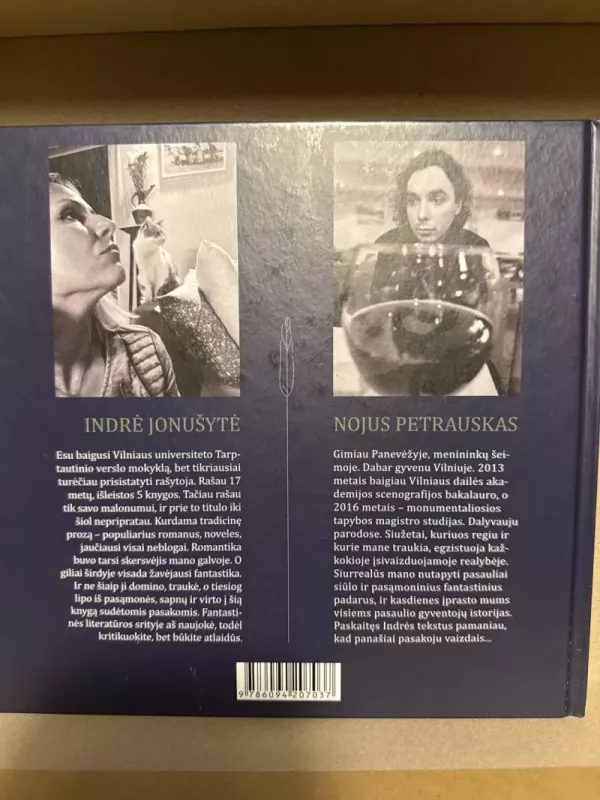 INDRĖ JONUŠYTĖ
Esu baigusi Vilniaus universiteto Tarp-
tautinio verslo mokyklą, bet tikriausiai
turėčiau prisistatyti rašytoja. Rašau 17
metų, išleistos 5 knygos. Tačiau rašau
tik savo malonumui, ir prie to titulo iki
šiol nepripratau. Kurdama tradicinę
prozą – populiarius romanus, noveles,
jaučiausi visai neblogai. Romantika
buvo tarsi skersvėjis mano galvoje. O
giliai širdyje visada žavėjausi fantastika.
Ir ne šiaip ji domino, traukė, o tiesiog
lipo iš pasąmonės, sapnų ir virto į šią
knygą sudėtomis pasakomis. Fantasti-
nės literatūros srityje aš naujokė, todėl
kritikuokite, bet būkite atlaidūs.
NOJUS PETRAUSKAS
Gimiau Panevėžyje, menininkų šei-
moje. Dabar gyvenu Vilniuje. 2013
metais baigiau Vilniaus dailės aka-
demijos scenografijos bakalauro, o
2016 metais – monumentaliosios
tapybos magistro studijas. Dalyvauju
parodose. Siužetai, kuriuos regiu ir
kurie mane traukia, egzistuoja kaž-
kokioje įsivaizduojamoje realybėje.
Siurrealūs mano nutapyti pasauliai
siūlo ir pasąmoninius fantastinius
padarus, ir kasdienes įprasto mums
visiems pasaulio gyventojų istorijas.
Paskaitęs Indrės tekstus pamaniau,
kad panašiai pasakoju vaizdais...
9 786094 207037